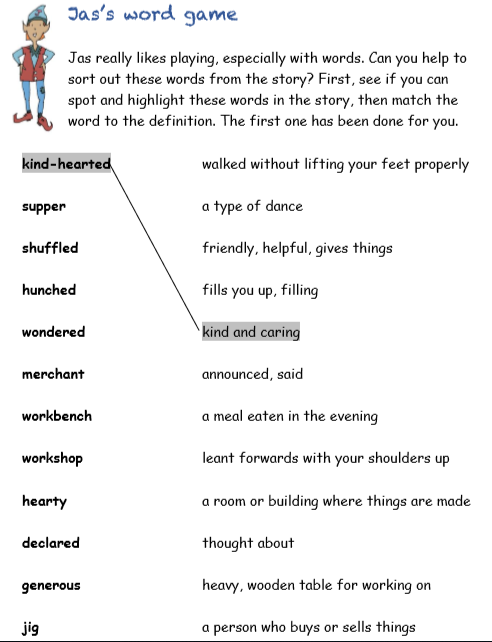 Jas's word game
Jas really likes playing, especially with words. Can you help to
sort out these words from the story? First, see if you can
spot and highlight these words in the story, then match the
word to the definition. The first one has been done for you.
kind-hearted walked without lifting your feet properly
supper a type of dance
shuffled friendly, helpful, gives things
hunched fills you up, filling
wondered kind and caring
merchant announced, said
workbench a meal eaten in the evening
workshop leant forwards with your shoulders up
hearty a room or building where things are made
declared thought about
generous heavy, wooden table for working on
jig a person who buys or sells things